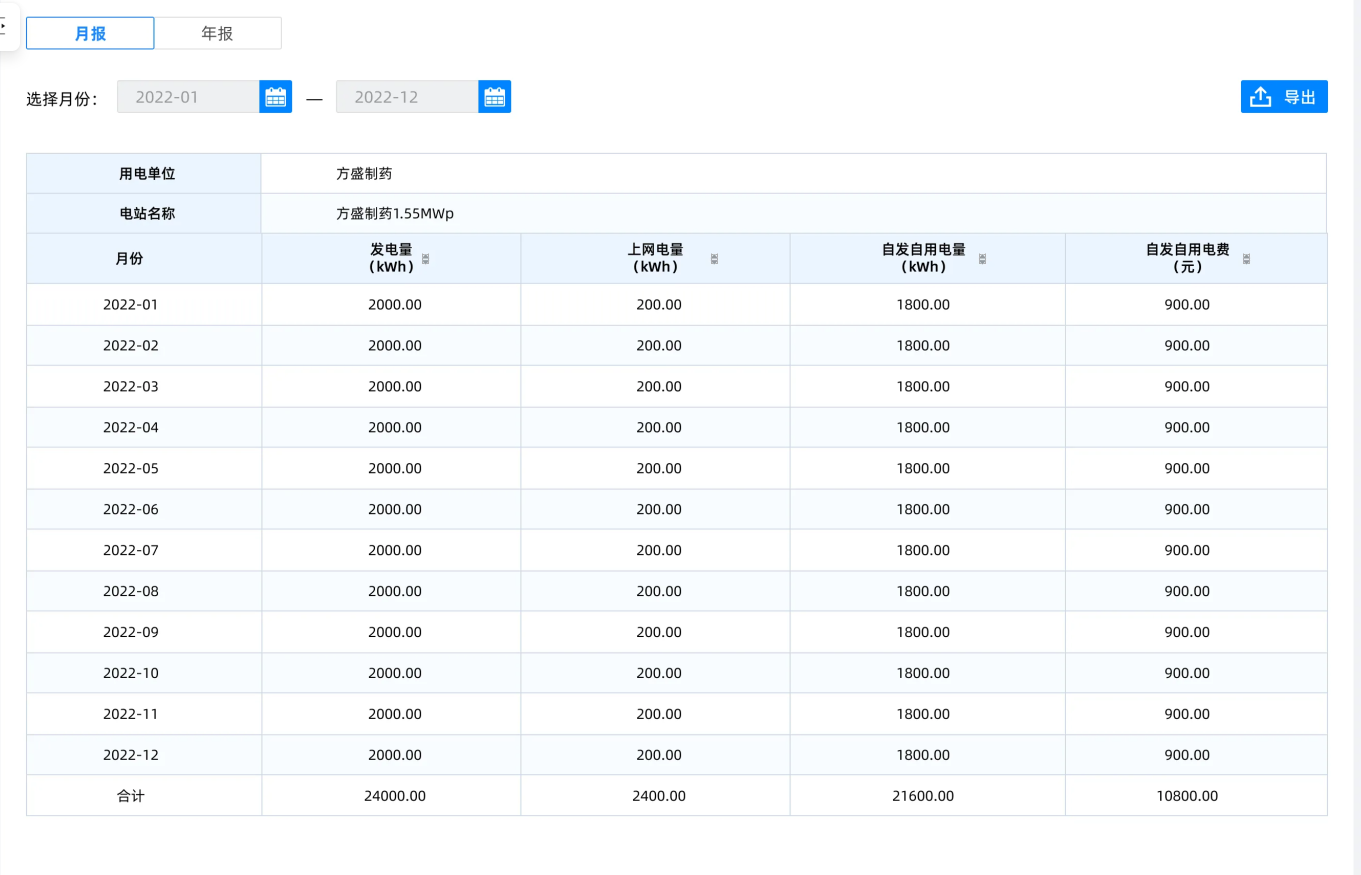 月报 年报
选择月份： 2022-01 — 2022-12 导出
用电单位 方盛制药
电站名称 方盛制药1.55MWp
月份 发电量 上网电量 自发自用电量 自发自用电费
（kWh） （kWh） （kWh） （元）
2022-01 2000.00 200.00 1800.00 900.00
2022-02 2000.00 200.00 1800.00 900.00
2022-03 2000.00 200.00 1800.00 900.00
2022-04 2000.00 200.00 1800.00 900.00
2022-05 2000.00 200.00 1800.00 900.00
2022-06 2000.00 200.00 1800.00 900.00
2022-07 2000.00 200.00 1800.00 900.00
2022-08 2000.00 200.00 1800.00 900.00
2022-09 2000.00 200.00 1800.00 900.00
2022-10 2000.00 200.00 1800.00 900.00
2022-11 2000.00 200.00 1800.00 900.00
2022-12 2000.00 200.00 1800.00 900.00
合计 24000.00 2400.00 21600.00 10800.00